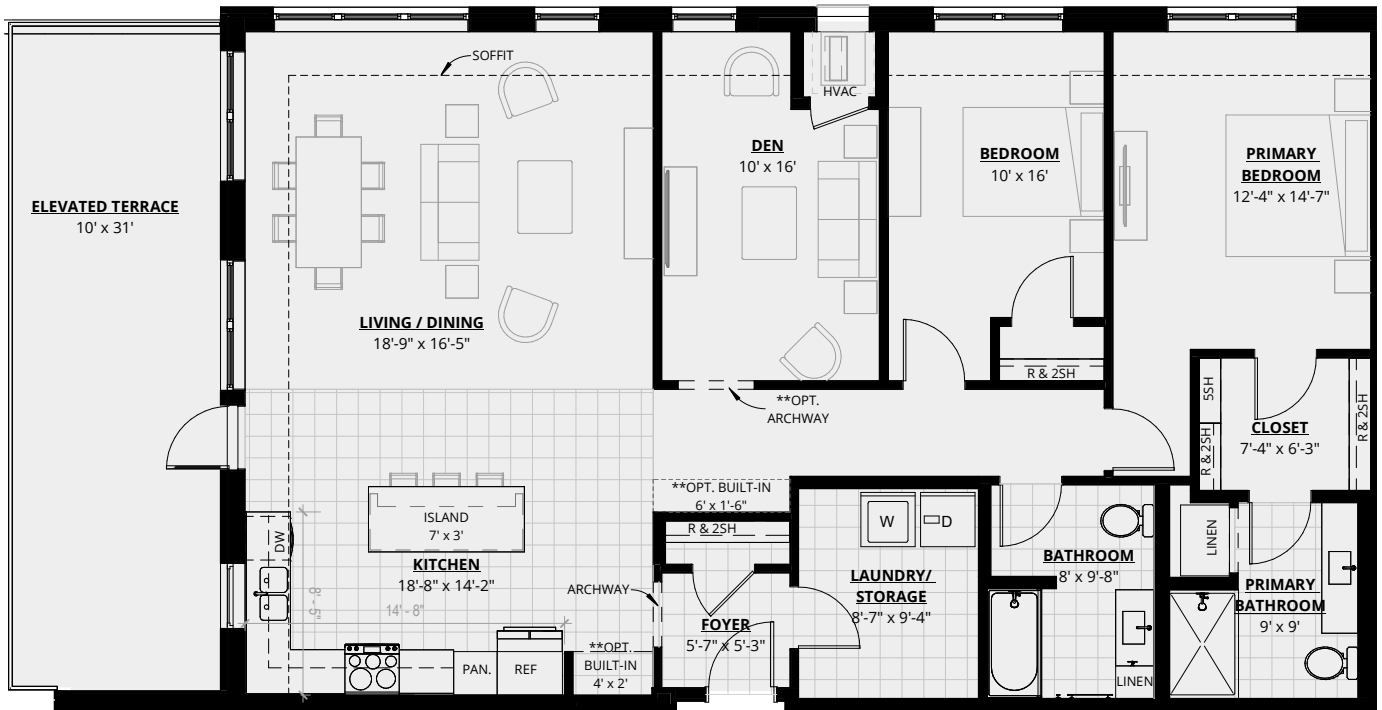 SOFFIT
HVAC
ELEVATED TERRACE
10' x 31'
LIVING / DINING
18'-9" x 16'-5"
DEN
10' x 16'
BEDROOM
10' x 16'
PRIMARY
BEDROOM
12'-4" x 14'-7"
R & 2SH
**OPT.
ARCHWAY
5SH
R & 2SH
CLOSET
7'-4" x 6'-3"
R & 2SH
**OPT. BUILT-IN
6' x 1'-6"
R & 2SH
ISLAND
7' x 3'
DW
KITCHEN
18'-8" x 14'-2"
8' - 5"
14' - 8"
ARCHWAY
PAN.
REF
**OPT.
BUILT-IN
4' x 2'
FOYER
5'-7" x 5'-3"
W
D
LAUNDRY/
STORAGE
8'-7" x 9'-4"
BATHROOM
8' x 9'-8"
LINEN
LINEN
PRIMARY
BATHROOM
9' x 9'